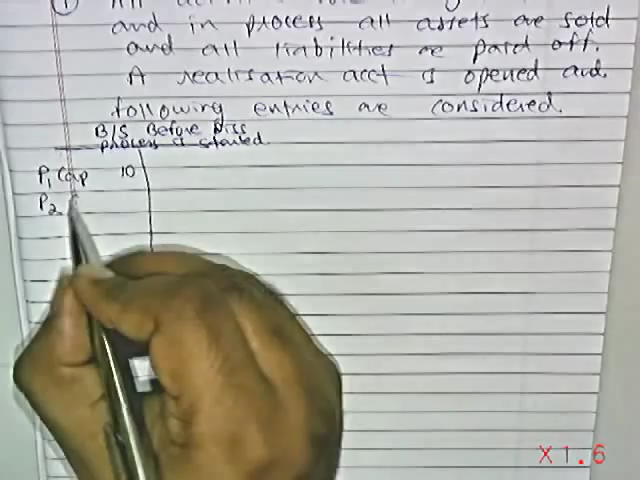 ①
and in process all assets are sold
and all liabilities are paid off.
A realisation acct is opened and
following entries are considered
B/S Before Diss
process is started
P1 Cap 10
P2
X1.6